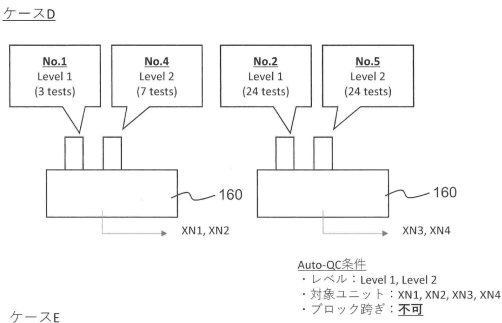 ケースD
No.1
Level 1
(3 tests)
No.4
Level 2
(7 tests)
No.2
Level 1
(24 tests)
No.5
Level 2
(24 tests)
160
160
XN1, XN2
XN3, XN4
Auto-QC条件
・レベル：Level 1, Level 2
・対象ユニット：XN1, XN2, XN3, XN4
・ブロック跨ぎ：不可
ケースE